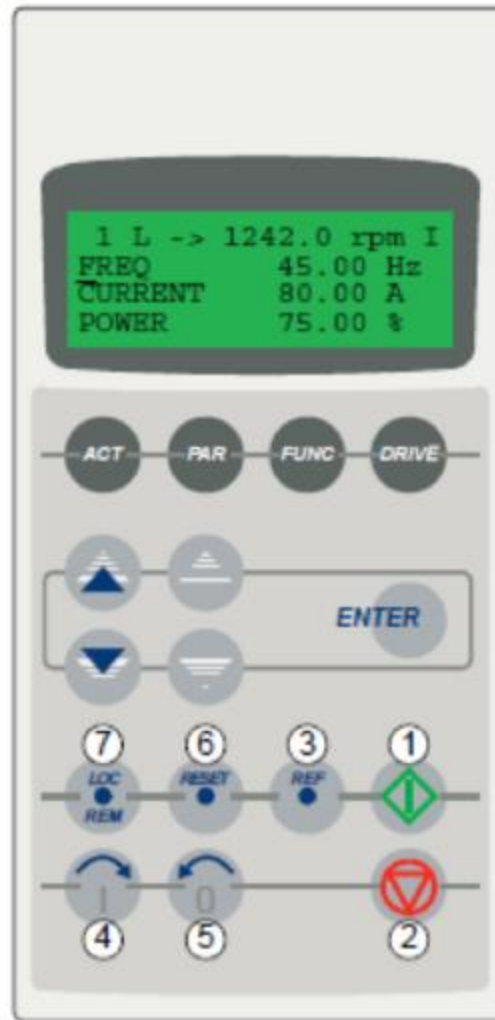 1 L -> 1242.0 rpm I
FREQ 45.00 Hz
CURRENT 80.00 A
POWER 75.00 %
ACT PAR FUNC DRIVE
ENTER
7 6 3 1
LOC RESET REF
REM
I 0
4 5 2